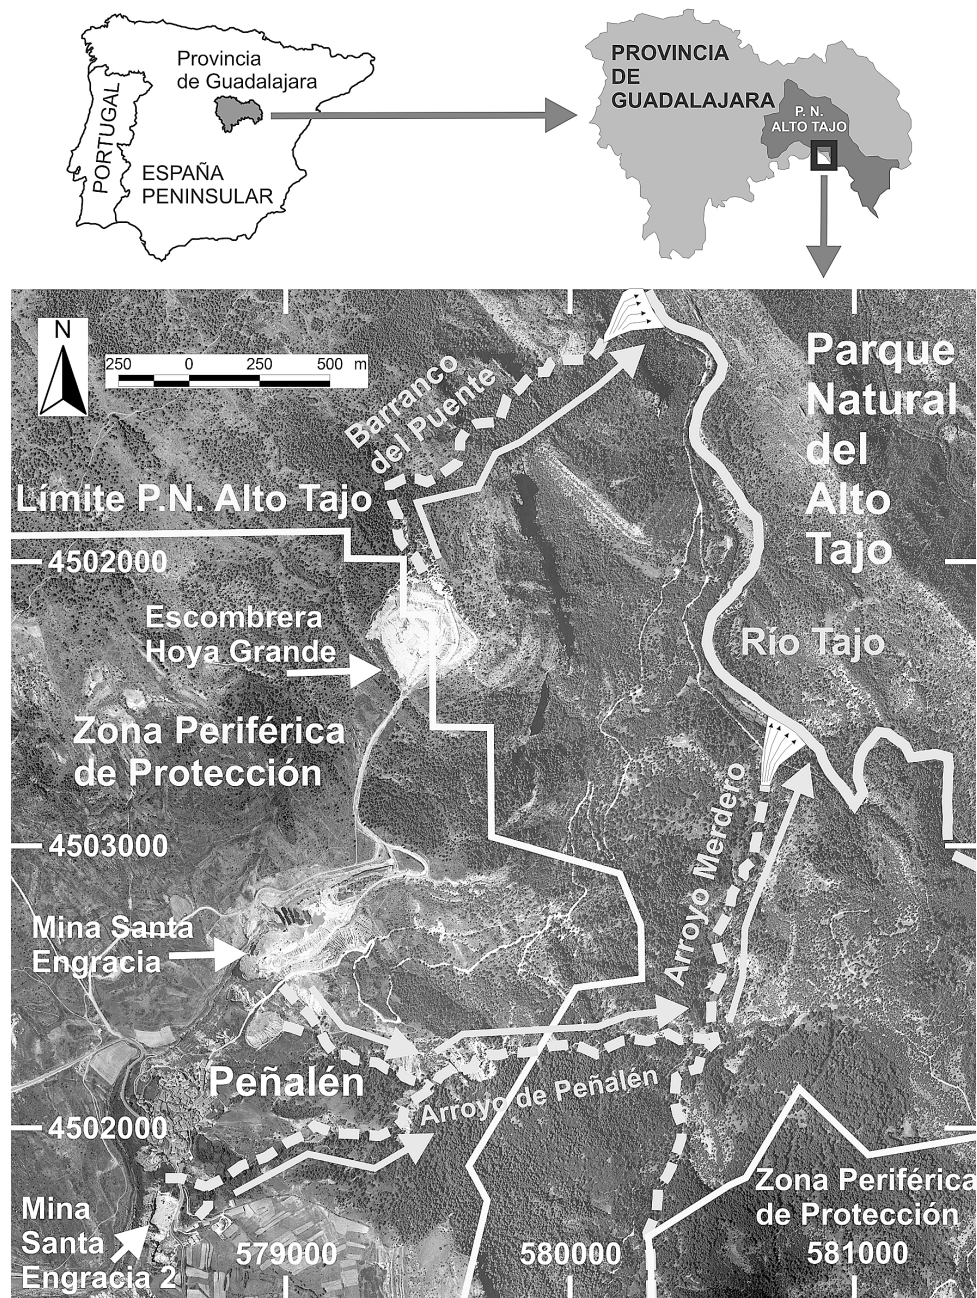 Provincia
de Guadalajara
PORTUGAL
ESPAÑA
PENINSULAR
PROVINCIA
DE
GUADALAJARA
P. N.
ALTO TAJO
N
250 0 250 500 m
Barranco
del Puente
Parque
Natural
del
Alto
Tajo
Límite P.N. Alto Tajo
4502000
Escombrera
Hoya Grande
Río Tajo
Zona Periférica
de Protección
4503000
Arroyo Merdero
Mina Santa
Engracia
Peñalén
Arroyo de Peñalén
4502000
Zona Periférica
de Protección
Mina
Santa
Engracia 2
579000
580000
581000